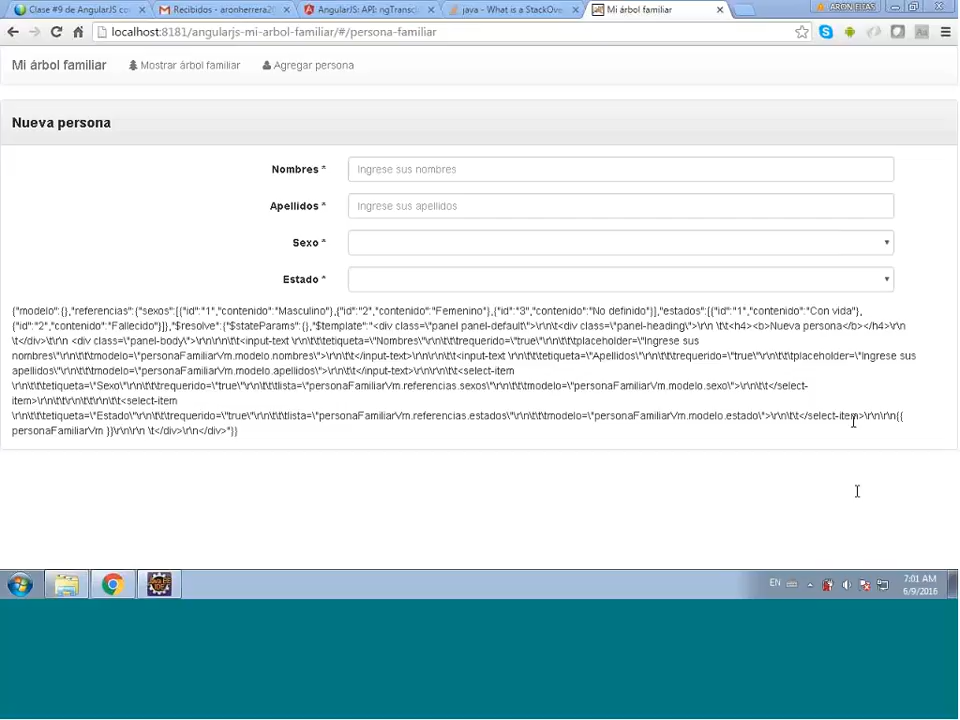 Clase #9 de AngularJS co
Recibidos - aronherrera2
AngularJS: API: ngTransc
java - What is a StackOve
Mi árbol familiar
ARON ELIAS
localhost:8181/angularjs-mi-arbol-familiar/#/persona-familiar
Mi árbol familiar Mostrar árbol familiar Agregar persona
Nueva persona
Nombres * Ingrese sus nombres
Apellidos * Ingrese sus apellidos
Sexo *
Estado *
{"modelo":{},"referencias":{"sexos":[{"id":"1","contenido":"Masculino"},{"id":"2","contenido":"Femenino"},{"id":"3","contenido":"No definido"}],"estados":[{"id":"1","contenido":"Con vida"},
{"id":"2","contenido":"Fallecido"}]},"$resolve":{"$stateParams":{},"$template":"<div class=\"panel panel-default\">\r\n\t<div class=\"panel-heading\">\r\n \t\t<h4><b>Nueva persona</b></h4>\r\n
\t</div>\t\r\n <div class=\"panel-body\">\r\n\r\n\t\t<input-text \r\n\t\t\tetiqueta=\"Nombres\"\r\n\t\t\trequerido=\"true\"\r\n\t\t\tplaceholder=\"Ingrese sus
nombres\"\r\n\t\t\tmodelo=\"personaFamiliarVm.modelo.nombres\">\r\n\t\t</input-text>\r\n\r\n\t\t<input-text \r\n\t\t\tetiqueta=\"Apellidos\"\r\n\t\t\trequerido=\"true\"\r\n\t\t\tplaceholder=\"Ingrese sus
apellidos\"\r\n\t\t\tmodelo=\"personaFamiliarVm.modelo.apellidos\">\r\n\t\t</input-text>\r\n\r\n\t\t<select-item
\r\n\t\t\tetiqueta=\"Sexo\"\r\n\t\t\trequerido=\"true\"\r\n\t\t\tlista=\"personaFamiliarVm.referencias.sexos\"\r\n\t\t\tmodelo=\"personaFamiliarVm.modelo.sexo\">\r\n\t\t</select-
item>\r\n\t\t\r\n\t\t\r\n\t\t<select-item
\r\n\t\t\tetiqueta=\"Estado\"\r\n\t\t\trequerido=\"true\"\r\n\t\t\tlista=\"personaFamiliarVm.referencias.estados\"\r\n\t\t\tmodelo=\"personaFamiliarVm.modelo.estado\">\r\n\t\t</select-item>\r\n\r\n{{
personaFamiliarVm }}\r\n\r\n \t</div>\r\n</div>"}}
EN
7:01 AM
6/9/2016